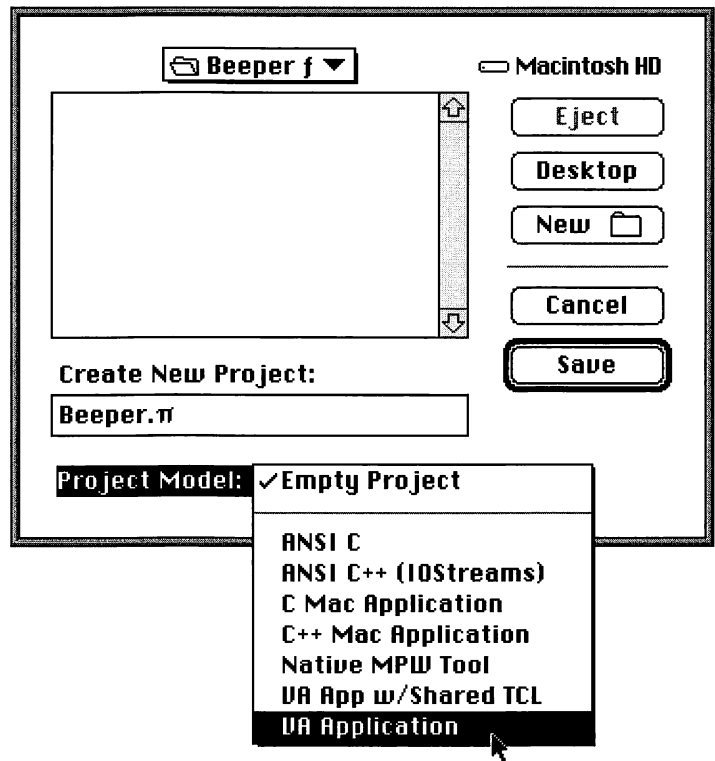 Beeper ƒ
Macintosh HD
Eject
Desktop
New
Cancel
Save
Create New Project:
Beeper.π
Project Model:
✓Empty Project
ANSI C
ANSI C++ (IOStreams)
C Mac Application
C++ Mac Application
Native MPW Tool
VA App w/Shared TCL
VA Application